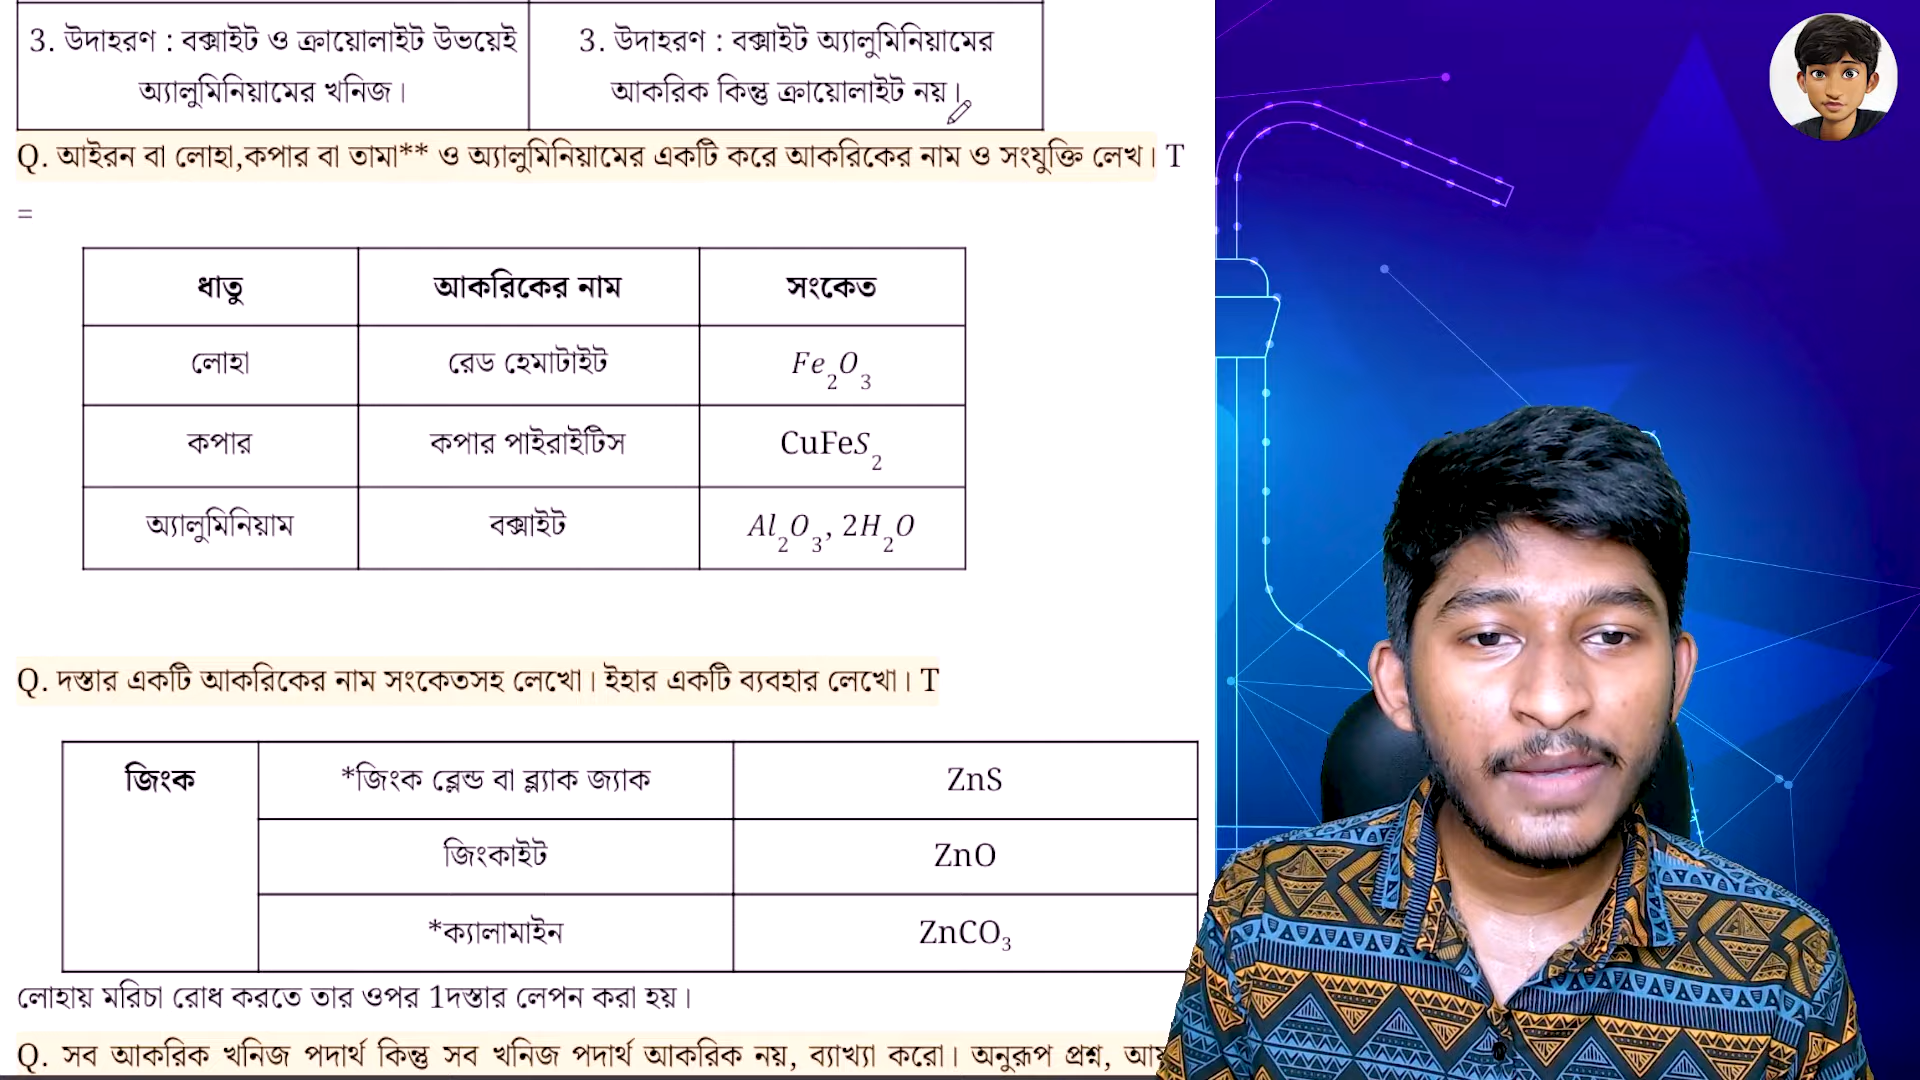 3. উদাহরণ : বক্সাইট ও ক্রায়োলাইট উভয়েই
অ্যালুমিনিয়ামের খনিজ।
3. উদাহরণ : বক্সাইট অ্যালুমিনিয়ামের
আকরিক কিন্তু ক্রায়োলাইট নয়।
Q. আইরন বা লোহা,কপার বা তামা** ও অ্যালুমিনিয়ামের একটি করে আকরিকের নাম ও সংযুক্তি লেখ। T
=
ধাতু আকরিকের নাম সংকেত
লোহা রেড হেমাটাইট Fe₂O₃
কপার কপার পাইরাইটিস CuFeS₂
অ্যালুমিনিয়াম বক্সাইট Al₂O₃, 2H₂O
Q. দস্তার একটি আকরিকের নাম সংকেতসহ লেখো। ইহার একটি ব্যবহার লেখো। T
জিংক *জিংক ব্লেন্ড বা ব্ল্যাক জ্যাক ZnS
জিংকাইট ZnO
*ক্যালামাইন ZnCO₃
লোহায় মরিচা রোধ করতে তার ওপর 1দস্তার লেপন করা হয়।
Q. সব আকরিক খনিজ পদার্থ কিন্তু সব খনিজ পদার্থ আকরিক নয়, ব্যাখ্যা করো। অনুরূপ প্রশ্ন,